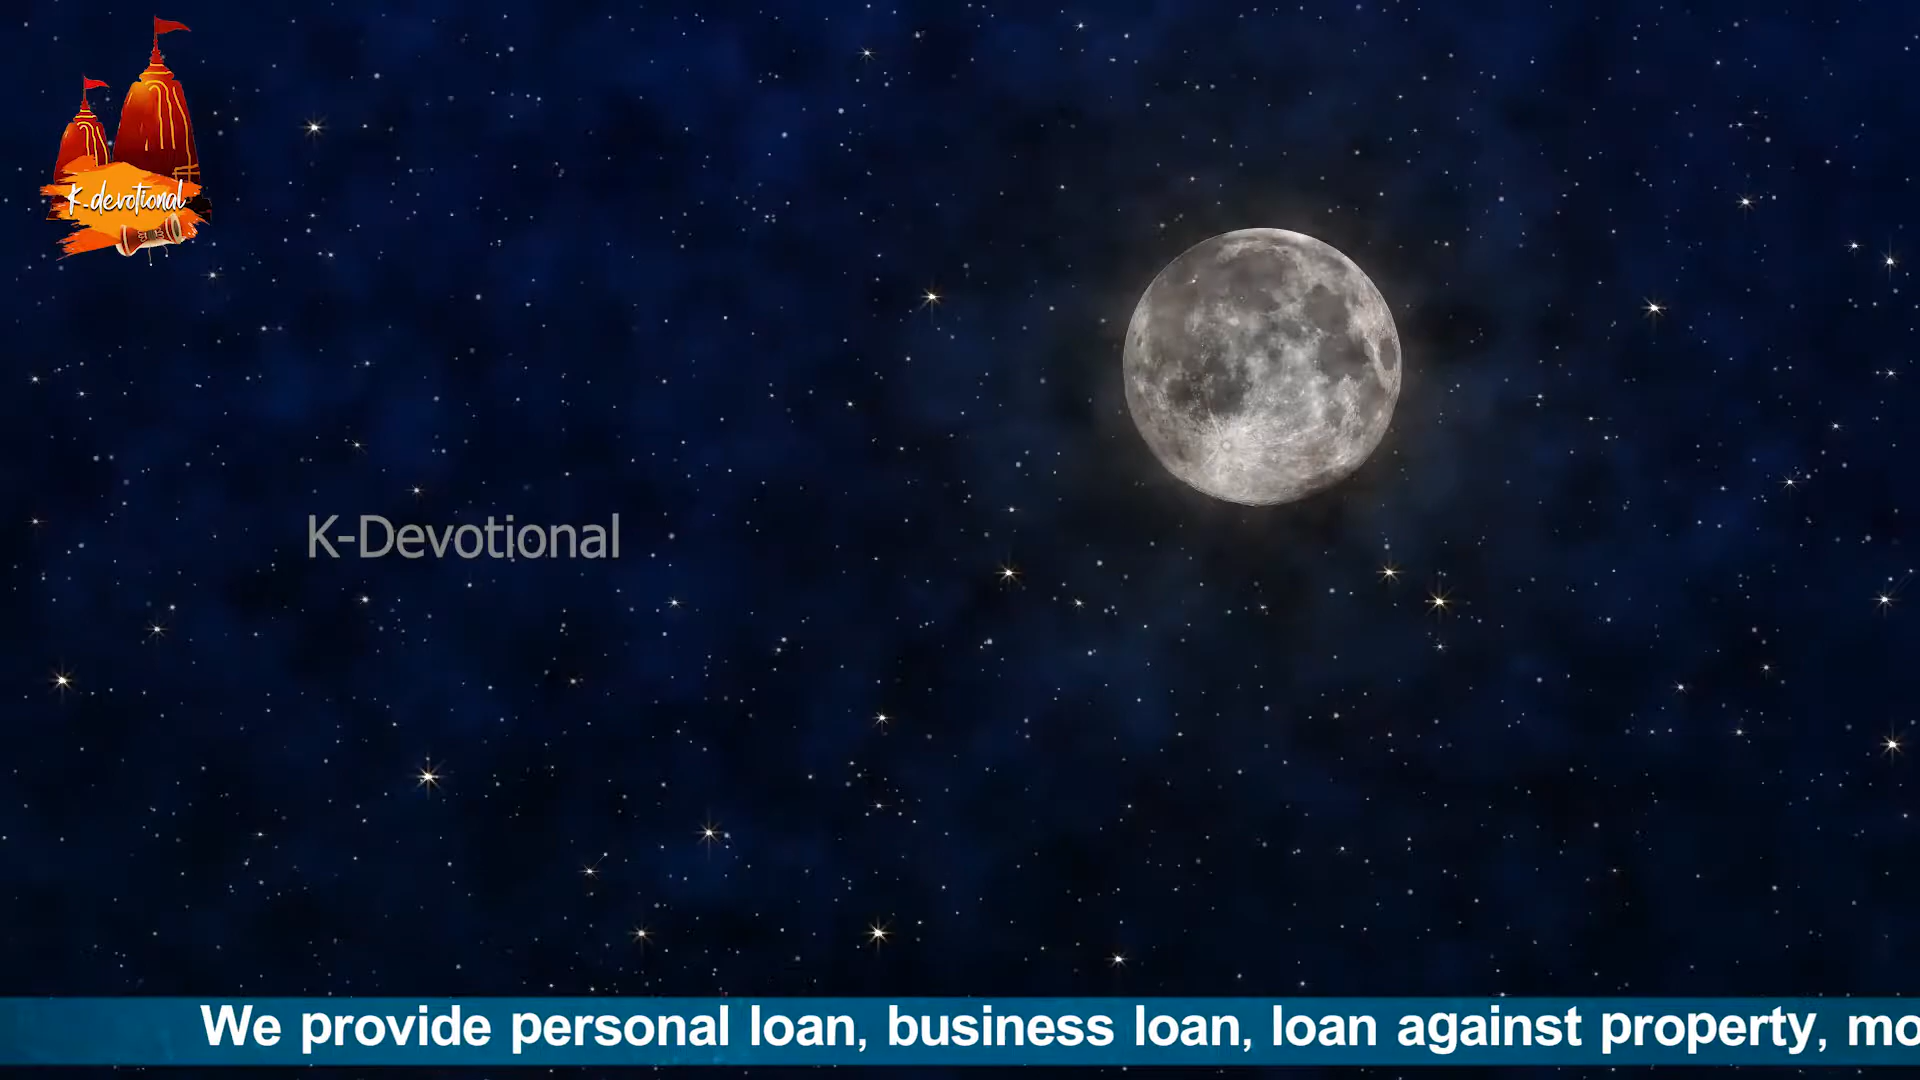 K-devotional
K-Devotional
We provide personal loan, business loan, loan against property, mo